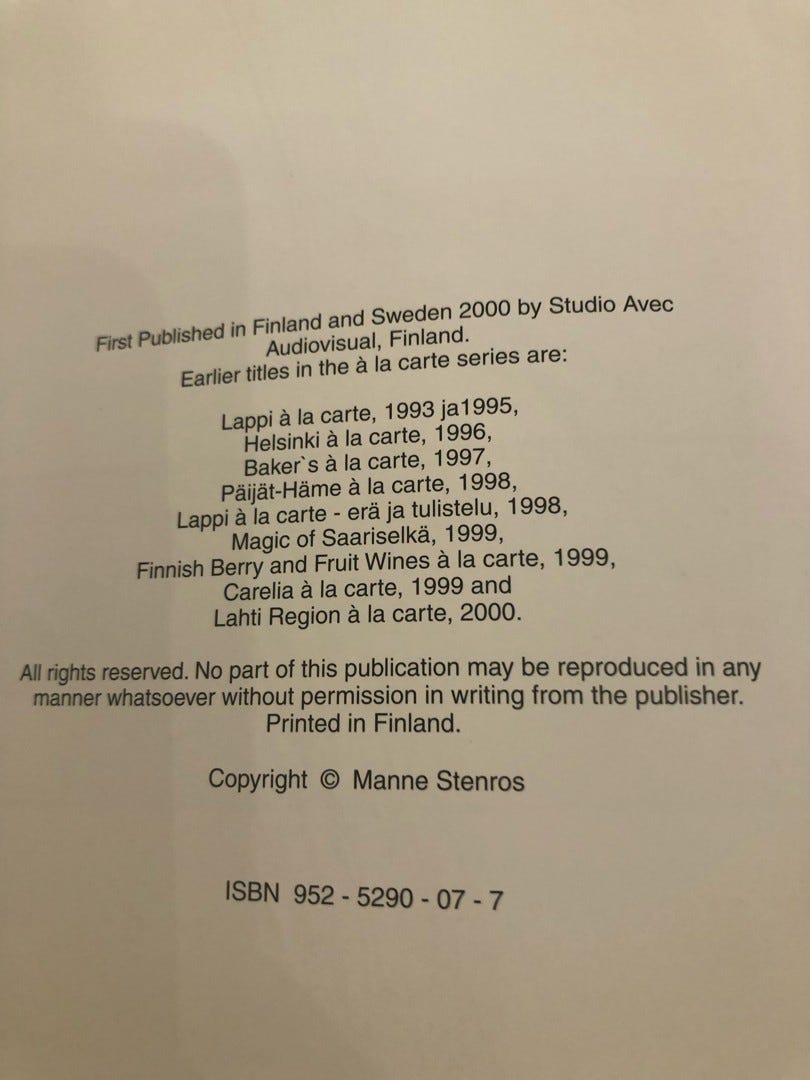 First Published in Finland and Sweden 2000 by Studio Avec
Audiovisual, Finland.
Earlier titles in the à la carte series are:
Lappi à la carte, 1993 ja1995,
Helsinki à la carte, 1996,
Baker`s à la carte, 1997,
Päijät-Häme à la carte, 1998,
Lappi à la carte - erä ja tulistelu, 1998,
Magic of Saariselkä, 1999,
Finnish Berry and Fruit Wines à la carte, 1999,
Carelia à la carte, 1999 and
Lahti Region à la carte, 2000.
All rights reserved. No part of this publication may be reproduced in any
manner whatsoever without permission in writing from the publisher.
Printed in Finland.
Copyright © Manne Stenros
ISBN 952 - 5290 - 07 - 7